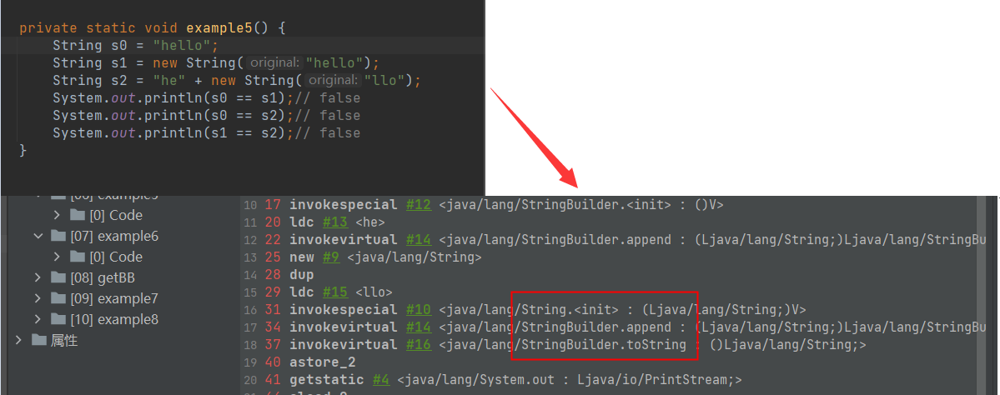 private static void example5() {
String s0 = "hello";
String s1 = new String( original: "hello");
String s2 = "he" + new String( original: "llo");
System.out.println(s0 == s1);// false
System.out.println(s0 == s2);// false
System.out.println(s1 == s2);// false
}
[0] Code
[07] example6
[0] Code
[08] getBB
[09] example7
[10] example8
属性
10 17 invokespecial #12 <java/lang/StringBuilder.<init> : ()V>
11 20 ldc #13 <he>
12 22 invokevirtual #14 <java/lang/StringBuilder.append : (Ljava/lang/String;)Ljava/lang/StringBu
13 25 new #9 <java/lang/String>
14 28 dup
15 29 ldc #15 <llo>
16 31 invokespecial #10 <java/lang/String.<init> : (Ljava/lang/String;)V>
17 34 invokevirtual #14 <java/lang/StringBuilder.append : (Ljava/lang/String;)Ljava/lang/StringBu
18 37 invokevirtual #16 <java/lang/StringBuilder.toString : ()Ljava/lang/String;>
19 40 astore_2
20 41 getstatic #4 <java/lang/System.out : Ljava/io/PrintStream;>